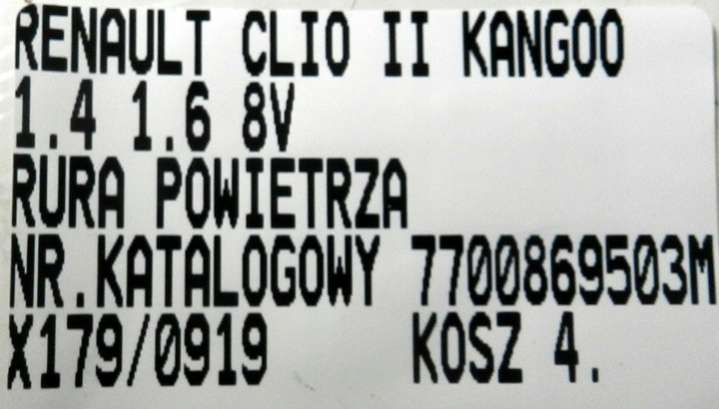 RENAULT CLIO II KANGOO
1.4 1.6 8V
RURA POWIETRZA
NR.KATALOGOWY 7700869503M
X179/0919 KOSZ 4.